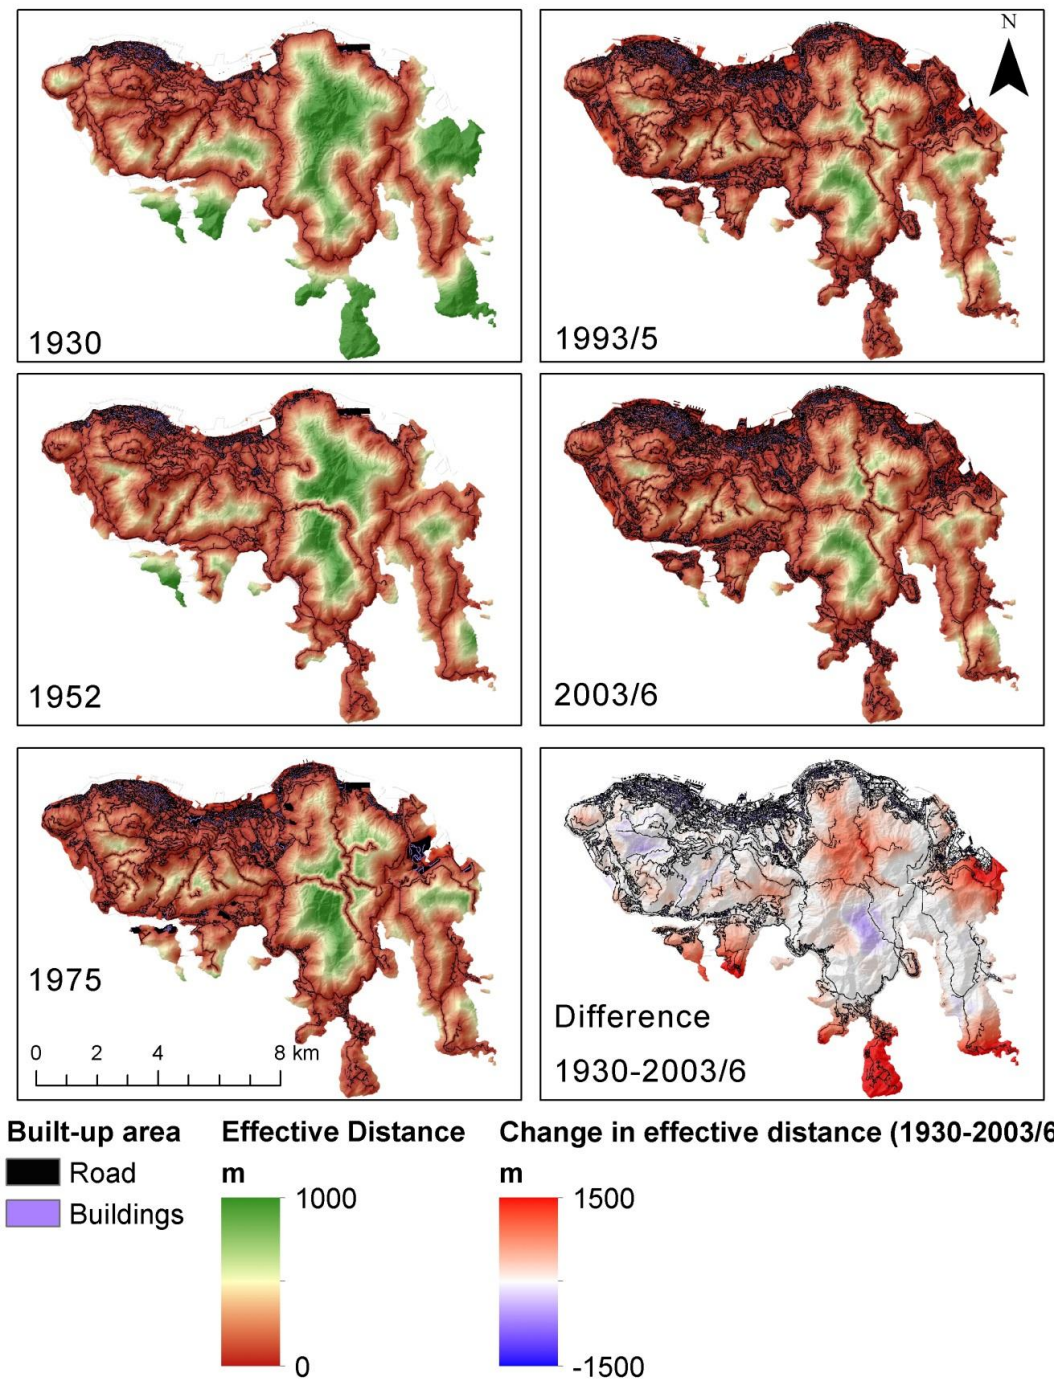 1930
N
1993/5
1952
2003/6
1975
0 2 4 8 km
Difference
1930-2003/6
Built-up area
Road
Buildings
Effective Distance
m
1000
0
Change in effective distance (1930-2003/6
m
1500
-1500